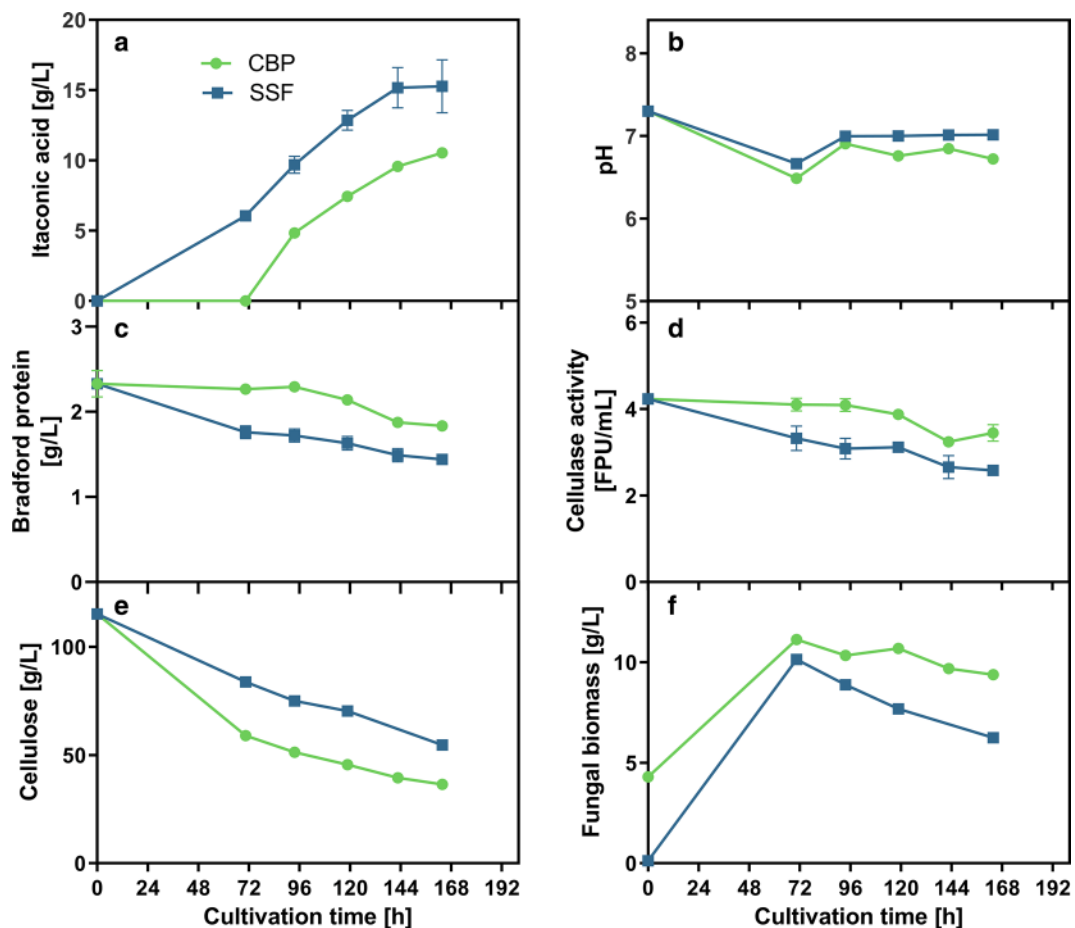 a
CBP
SSF
Itaconic acid [g/L]
20
15
10
5
0
b
pH
8
7
6
5
c
Bradford protein
[g/L]
3
2
1
0
d
Cellulase activity
[FPU/mL]
6
4
2
0
e
Cellulose [g/L]
100
50
0
0 24 48 72 96 120 144 168 192
Cultivation time [h]
f
Fungal biomass [g/L]
10
5
0
0 24 48 72 96 120 144 168 192
Cultivation time [h]